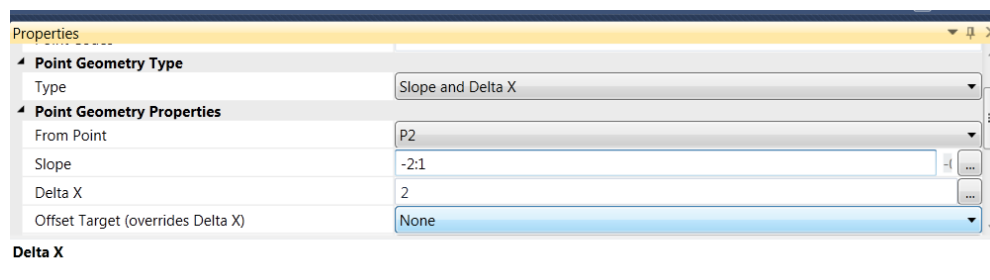 Properties
Point Geometry Type
Type Slope and Delta X
Point Geometry Properties
From Point P2
Slope -2:1
Delta X 2
Offset Target (overrides Delta X) None
Delta X